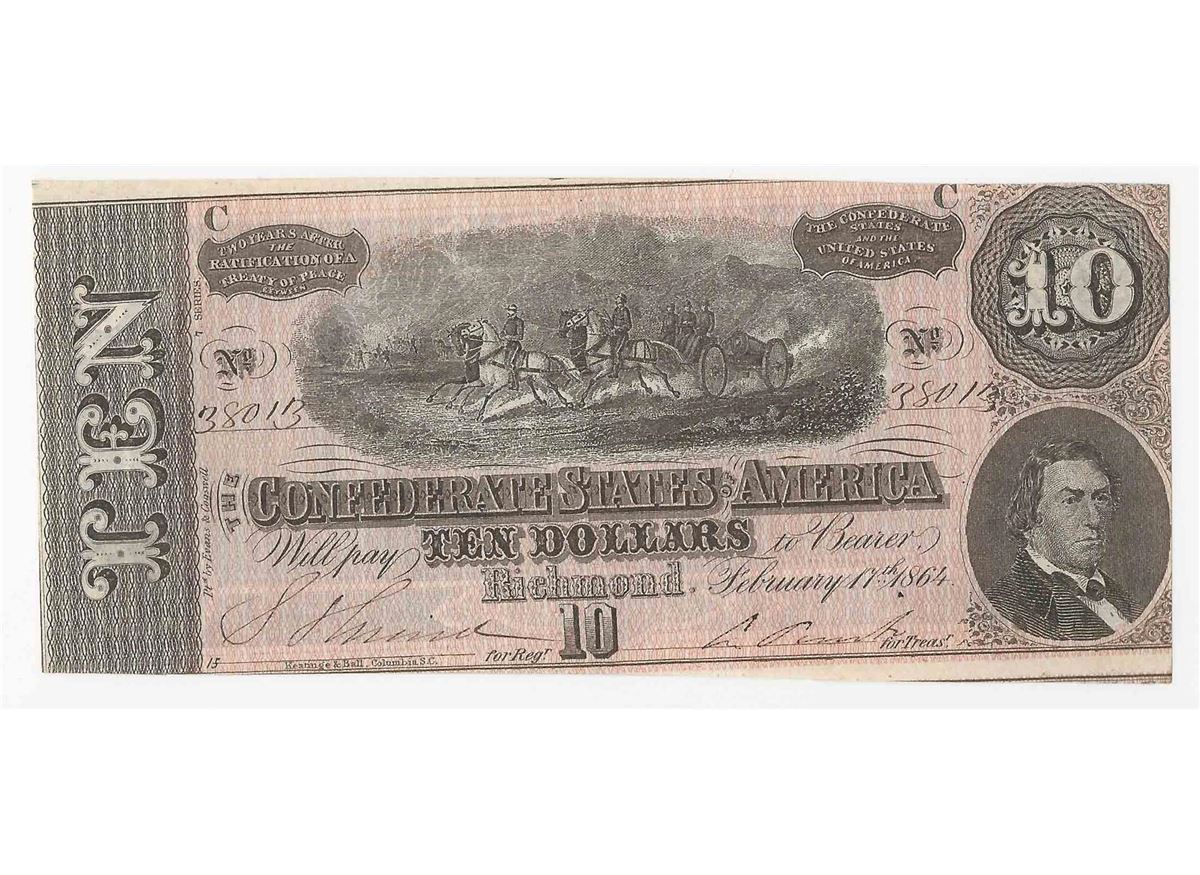 C
C
TWO YEARS AFTER
THE
RATIFICATION OF A
TREATY OF PEACE
BETWEEN
THE CONFEDERATE
STATES
AND THE
UNITED STATES
OF AMERICA.
10
TEN
7 SERIES.
No
No
38013
38013
THE
CONFEDERATE STATES OF AMERICA
Will pay TEN DOLLARS to Bearer.
Richmond. February 17th. 1864.
for Regr.
10
for Treasr.
15
Keatinge & Ball, Columbia S.C.
Ptd. by Evans & Cogswell